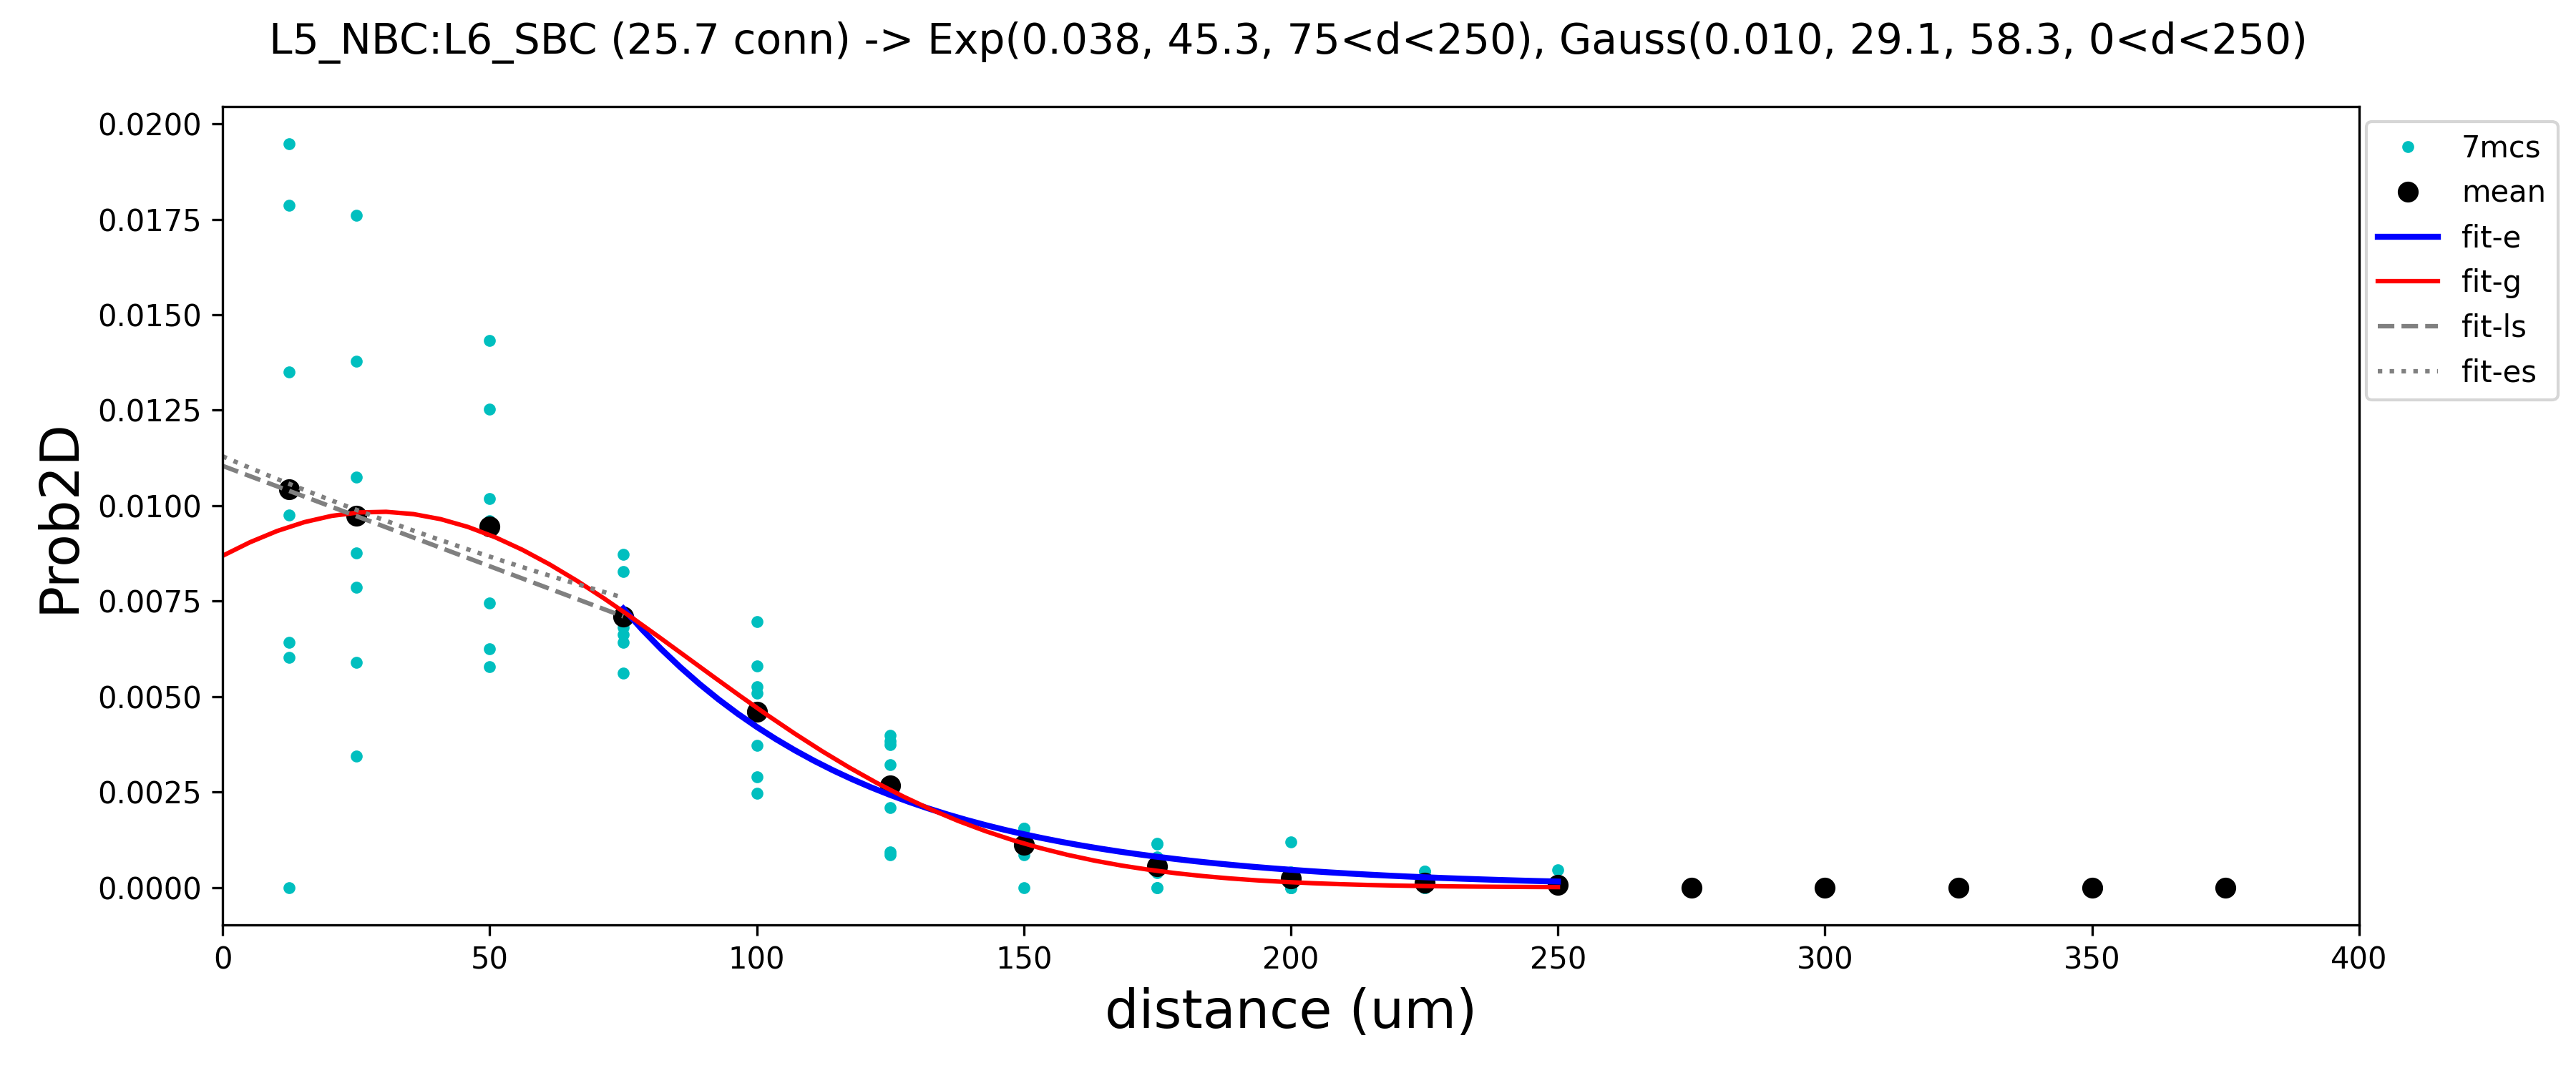 L5_NBC:L6_SBC (25.7 conn) -> Exp(0.038, 45.3, 75<d<250), Gauss(0.010, 29.1, 58.3, 0<d<250)
0.0200
0.0175
0.0150
0.0125
0.0100
0.0075
0.0050
0.0025
0.0000
Prob2D
0 50 100 150 200 250 300 350 400
distance (um)
7mcs
mean
fit-e
fit-g
fit-ls
fit-es